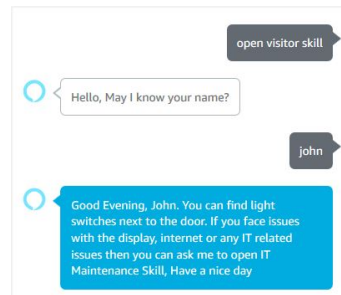 open visitor skill
Hello, May I know your name?
john
Good Evening, John. You can find light
switches next to the door. If you face issues
with the display, internet or any IT related
issues then you can ask me to open IT
Maintenance Skill, Have a nice day